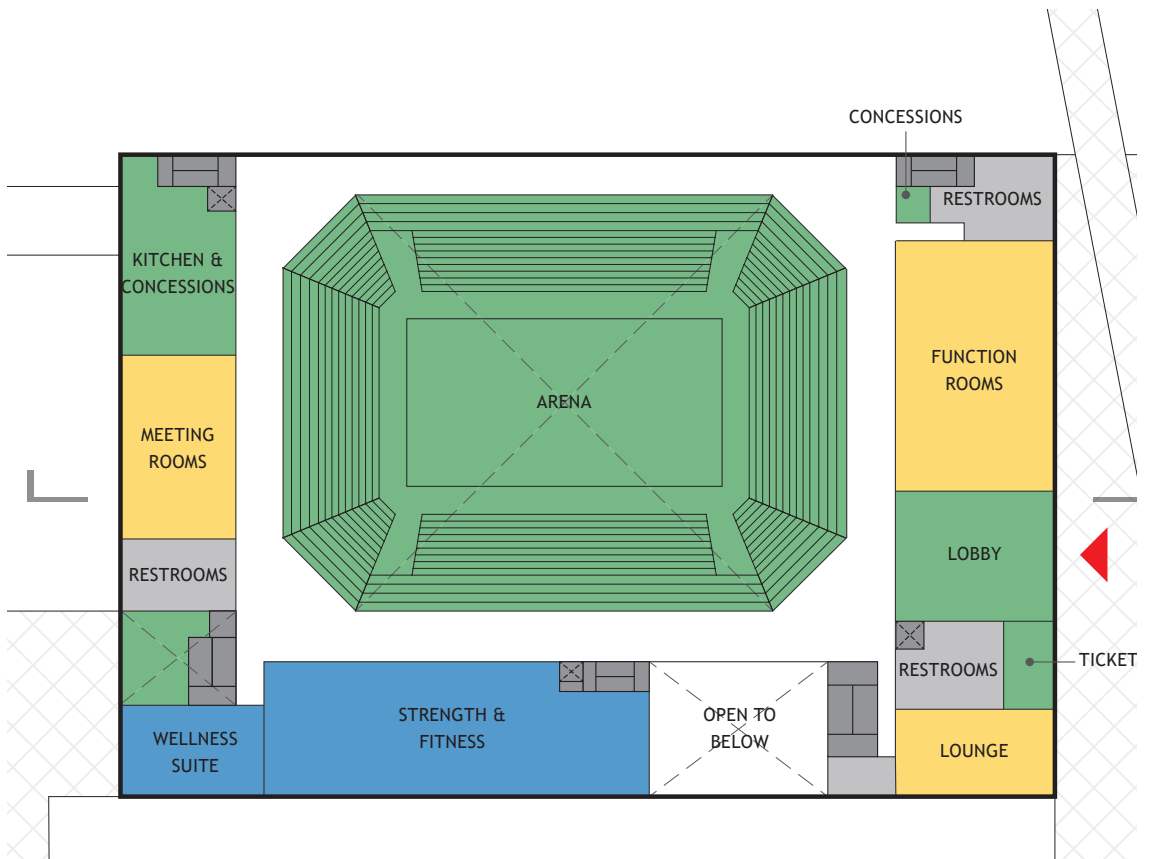 CONCESSIONS
RESTROOMS
KITCHEN &
CONCESSIONS
FUNCTION
ROOMS
ARENA
MEETING
ROOMS
LOBBY
RESTROOMS
RESTROOMS
TICKET
STRENGTH &
FITNESS
OPEN TO
BELOW
WELLNESS
SUITE
LOUNGE